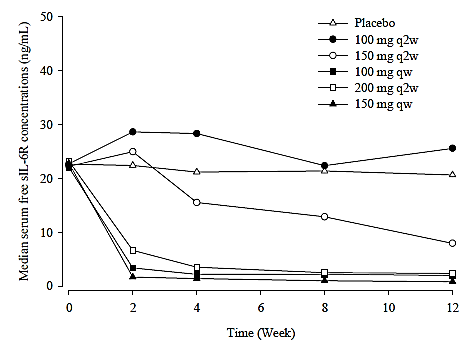 50
40
30
20
10
0
Median serum free sIL-6R concentrations (ng/mL)
Placebo
100 mg q2w
150 mg q2w
100 mg qw
200 mg q2w
150 mg qw
0 2 4 6 8 10 12
Time (Week)